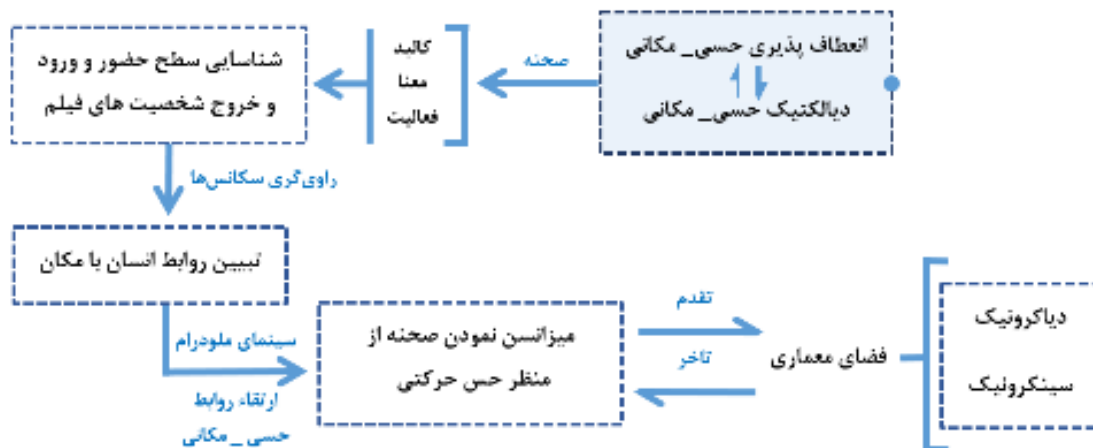 انعطاف پذیری حسی_ مکانی
دیالکتیک حسی_ مکانی
صحنه
کالبد
معنا
فعالیت
شناسایی سطح حضور و ورود
و خروج شخصیت های فیلم
راوی‌گری سکانس‌ها
تبیین روابط انسان با مکان
سینمای ملودرام
ارتقاء روابط
حسی _ مکانی
میزانسن نمودن صحنه از
منظر حس حرکتی
تقدم
تاخر
فضای معماری
دیاکرونیک
سینکرونیک